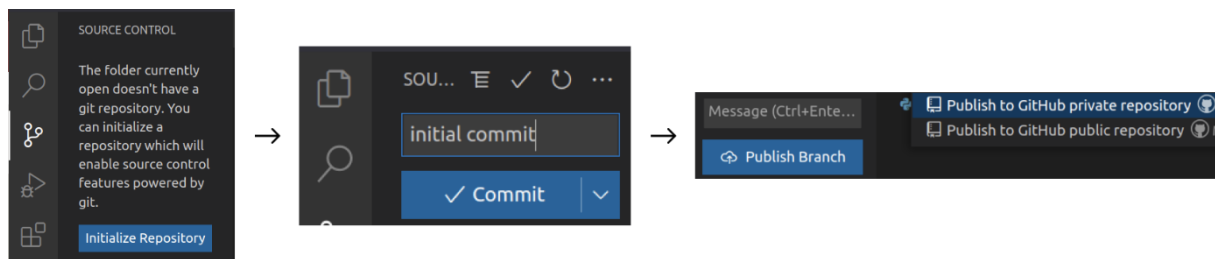 SOURCE CONTROL
The folder currently
open doesn't have a
git repository. You
can initialize a
repository which will
enable source control
features powered by
git.
Initialize Repository
→
SOU...
initial commit
Commit
→
Message (Ctrl+Ente...
Publish Branch
Publish to GitHub private repository
Publish to GitHub public repository